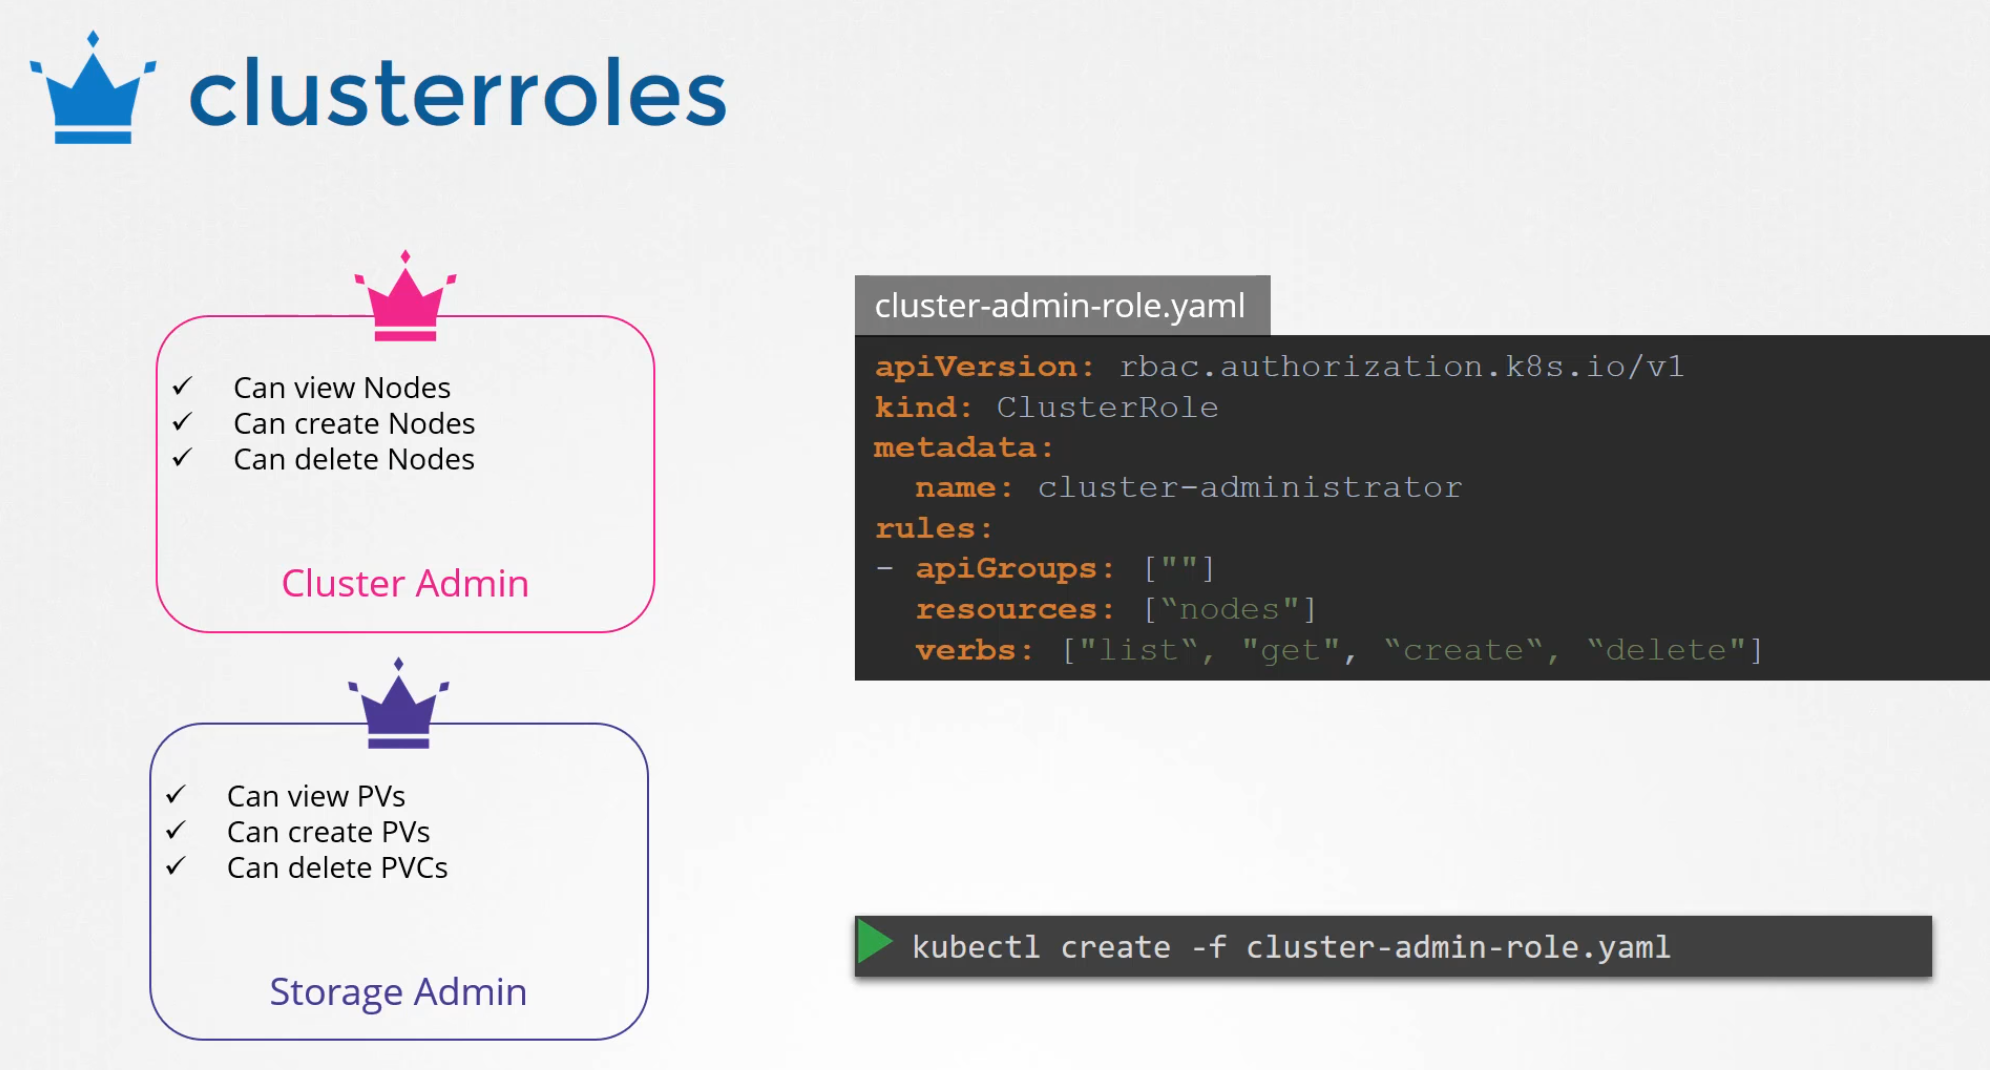 clusterroles
✓ Can view Nodes
✓ Can create Nodes
✓ Can delete Nodes
Cluster Admin
✓ Can view PVs
✓ Can create PVs
✓ Can delete PVCs
Storage Admin
cluster-admin-role.yaml
apiVersion: rbac.authorization.k8s.io/v1
kind: ClusterRole
metadata:
  name: cluster-administrator
rules:
- apiGroups: [""]
  resources: [“nodes"]
  verbs: ["list“, "get", “create“, “delete"]
kubectl create -f cluster-admin-role.yaml